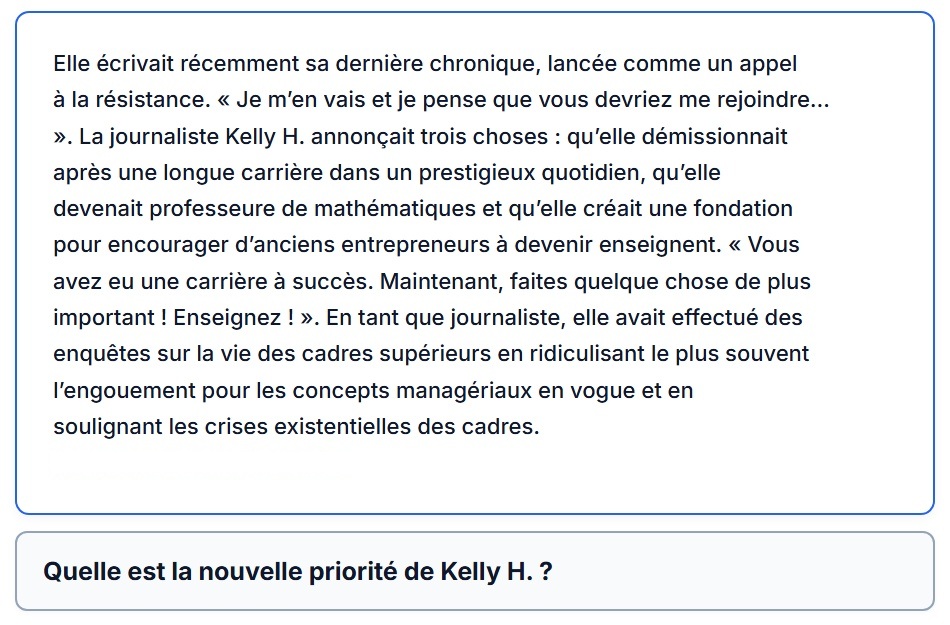 Elle écrivait récemment sa dernière chronique, lancée comme un appel
à la résistance. « Je m’en vais et je pense que vous devriez me rejoindre...
». La journaliste Kelly H. annonçait trois choses : qu’elle démissionnait
après une longue carrière dans un prestigieux quotidien, qu’elle
devenait professeure de mathématiques et qu’elle créait une fondation
pour encourager d’anciens entrepreneurs à devenir enseignent. « Vous
avez eu une carrière à succès. Maintenant, faites quelque chose de plus
important ! Enseignez ! ». En tant que journaliste, elle avait effectué des
enquêtes sur la vie des cadres supérieurs en ridiculisant le plus souvent
l’engouement pour les concepts managériaux en vogue et en
soulignant les crises existentielles des cadres.
Quelle est la nouvelle priorité de Kelly H. ?